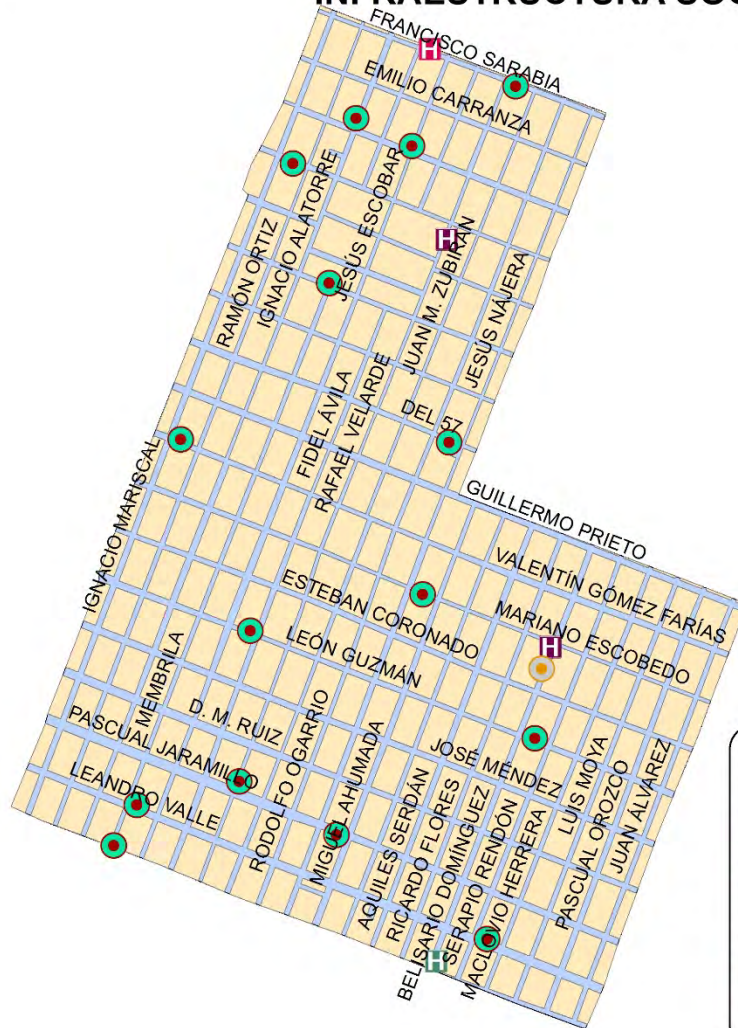 FRANCISCO SARABIA
H
EMILIO CARRANZA
IGNACIO ALATORRE
JESÚS ESCOBAR
H
RAMÓN ORTIZ
JUAN M. ZUBIRÁN
JESÚS NÁJERA
FIDEL ÁVILA
RAFAEL VELARDE
DEL 57
IGNACIO MARISCAL
GUILLERMO PRIETO
VALENTÍN GÓMEZ FARÍAS
MARIANO ESCOBEDO
H
ESTEBAN CORONADO
LEÓN GUZMÁN
MEMBRILA
D. M. RUIZ
PASCUAL JARAMILLO
LEANDRO VALLE
RODOLFO OGARRIO
MIGUEL AHUMADA
JOSÉ MÉNDEZ
AQUILES SERDÁN
RICARDO FLORES
BELISARIO DOMÍNGUEZ
SERAPIO RENDÓN
MACLOVIO HERRERA
LUIS MOYA
PASCUAL OROZCO
JUAN ÁLVAREZ
H